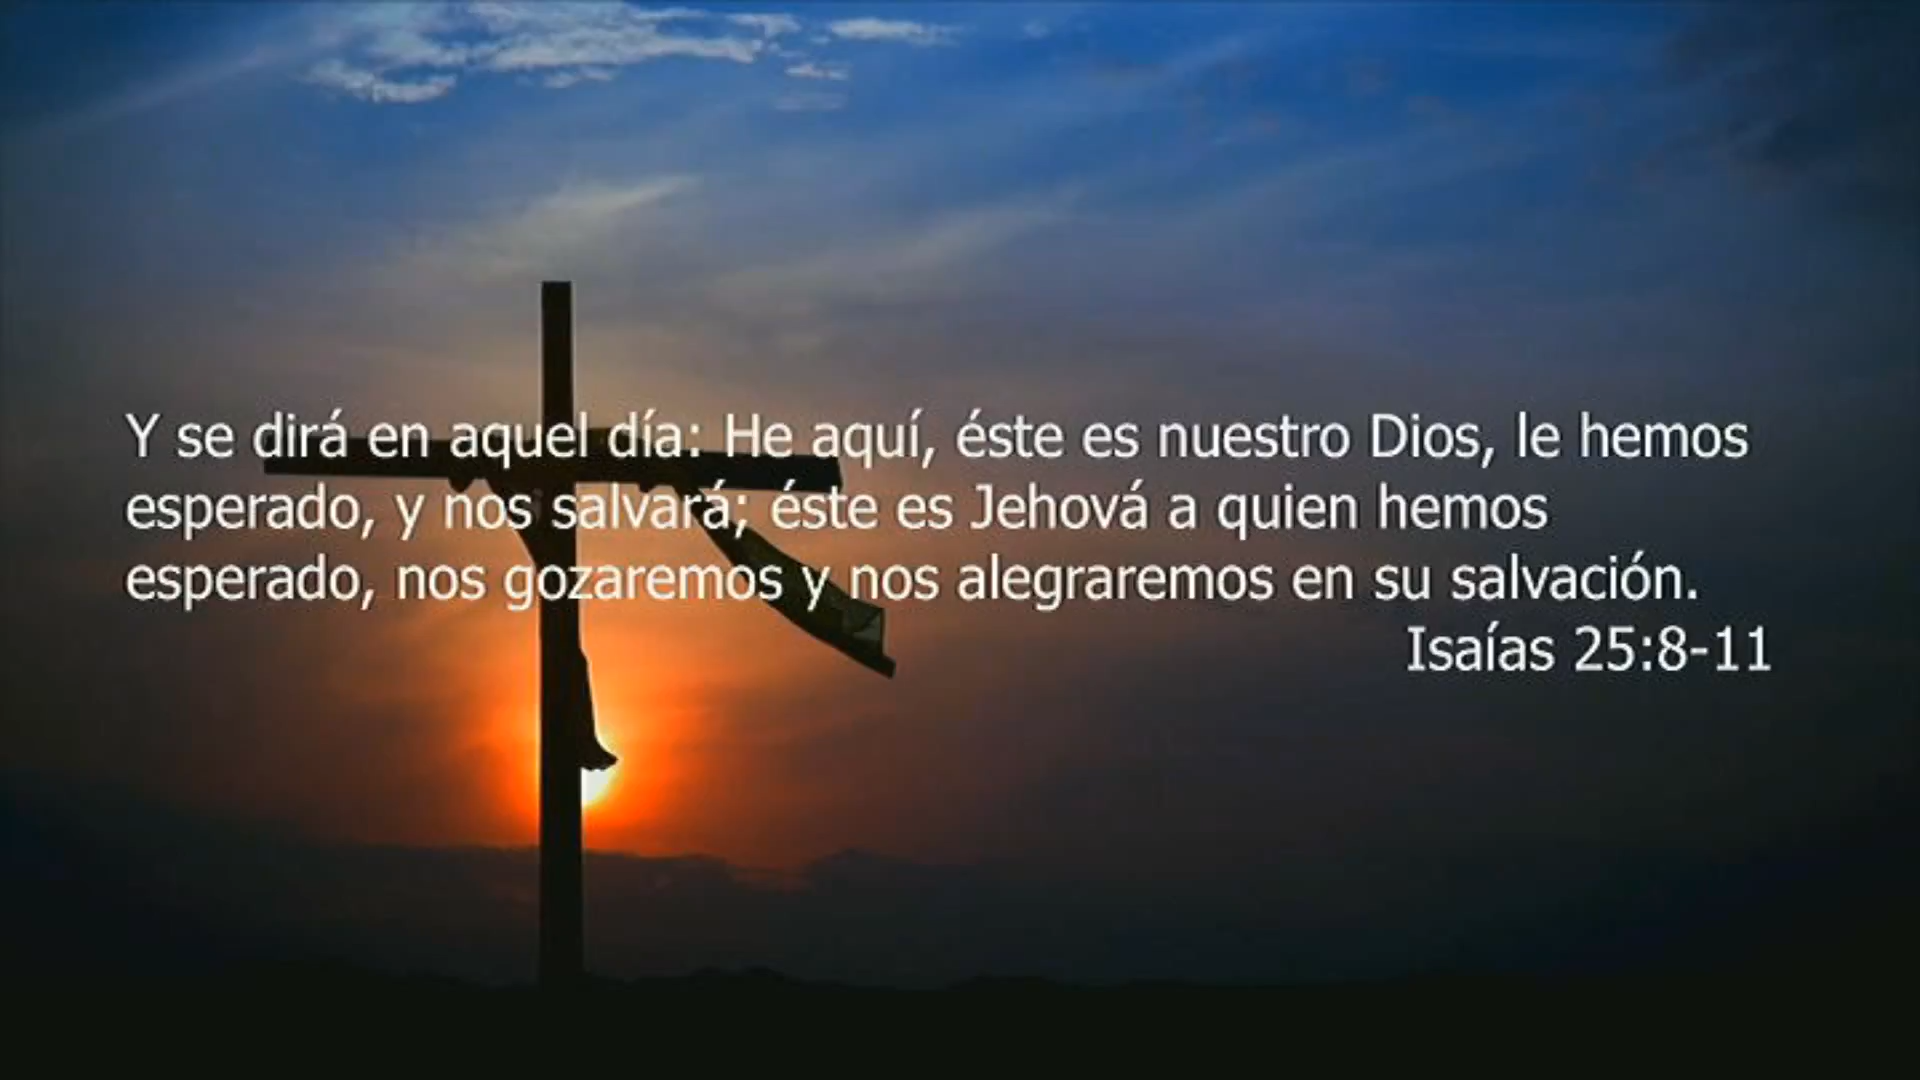 Y se dirá en aquel día: He aquí, éste es nuestro Dios, le hemos
esperado, y nos salvará; éste es Jehová a quien hemos
esperado, nos gozaremos y nos alegraremos en su salvación.
Isaías 25:8-11